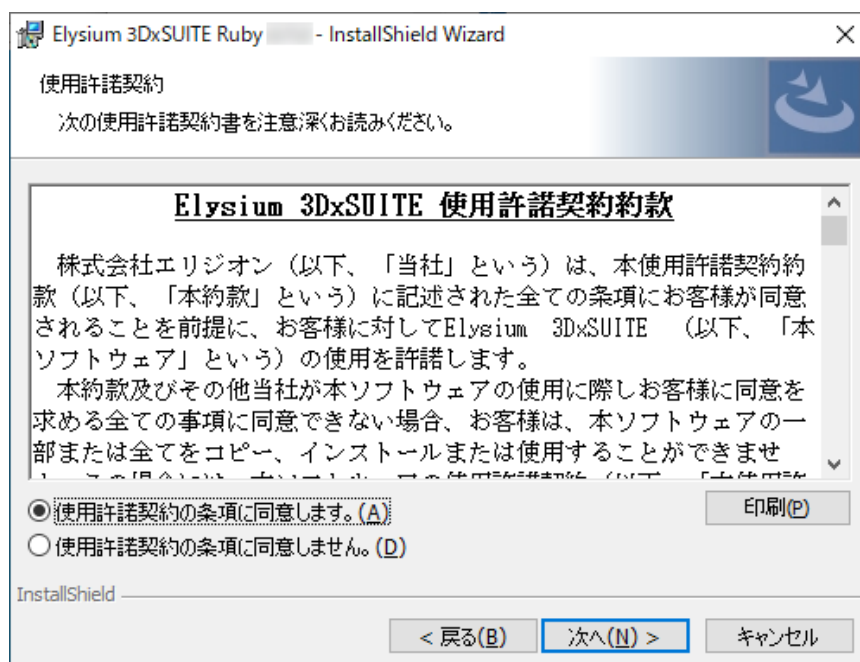 Elysium 3DxSUITE Ruby - InstallShield Wizard
使用許諾契約
次の使用許諾契約書を注意深くお読みください。
Elysium 3DxSUITE 使用許諾契約約款
株式会社エリジオン（以下、「当社」という）は、本使用許諾契約約
款（以下、「本約款」という）に記述された全ての条項にお客様が同意
されることを前提に、お客様に対してElysium 3DxSUITE （以下、「本
ソフトウェア」という）の使用を許諾します。
本約款及びその他当社が本ソフトウェアの使用に際しお客様に同意を
求める全ての事項に同意できない場合、お客様は、本ソフトウェアの一
部または全てをコピー、インストールまたは使用することができませ
使用許諾契約の条項に同意します。(A)
印刷(P)
使用許諾契約の条項に同意しません。(D)
InstallShield
< 戻る(B)
次へ(N) >
キャンセル